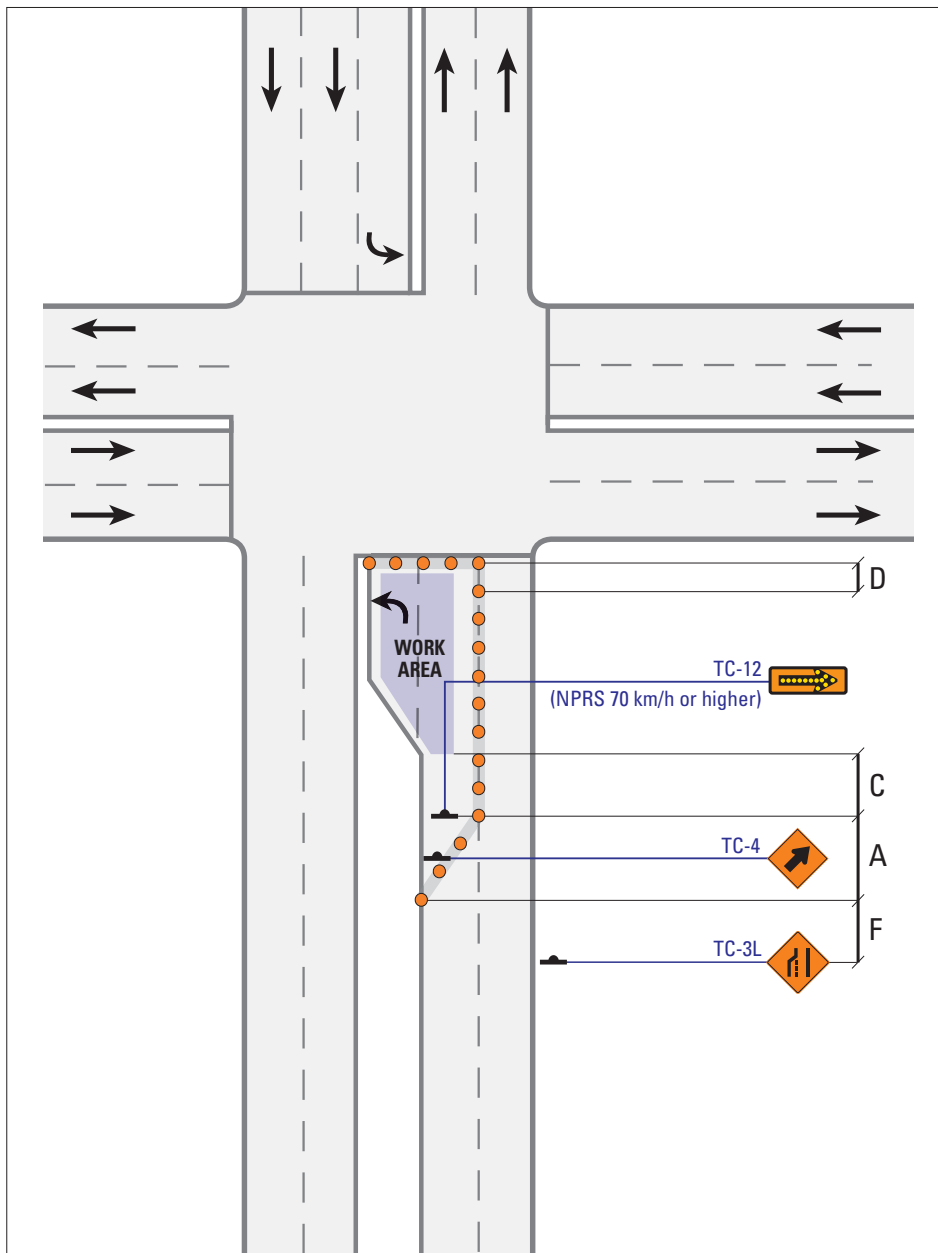 D
WORK
AREA
TC-12
(NPRS 70 km/h or higher)
C
TC-4
A
F
TC-3L